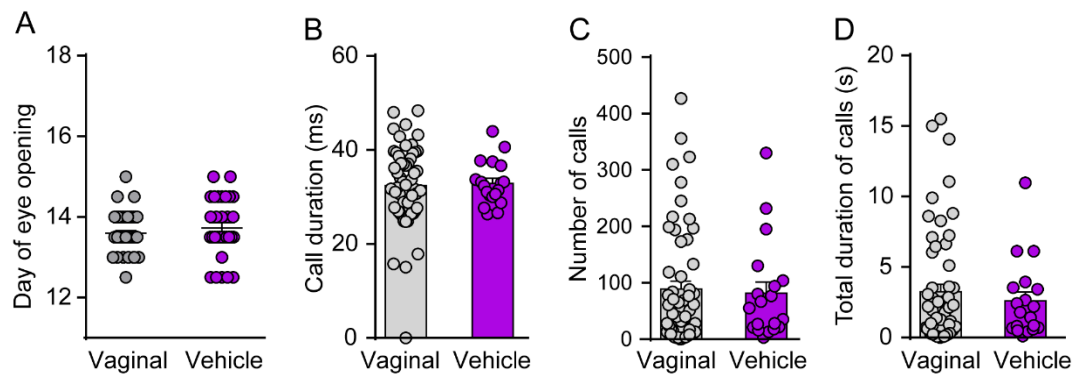 A
Day of eye opening
18
16
14
12
Vaginal Vehicle
B
Call duration (ms)
60
40
20
0
Vaginal Vehicle
C
Number of calls
500
400
300
200
100
0
Vaginal Vehicle
D
Total duration of calls (s)
20
15
10
5
0
Vaginal Vehicle